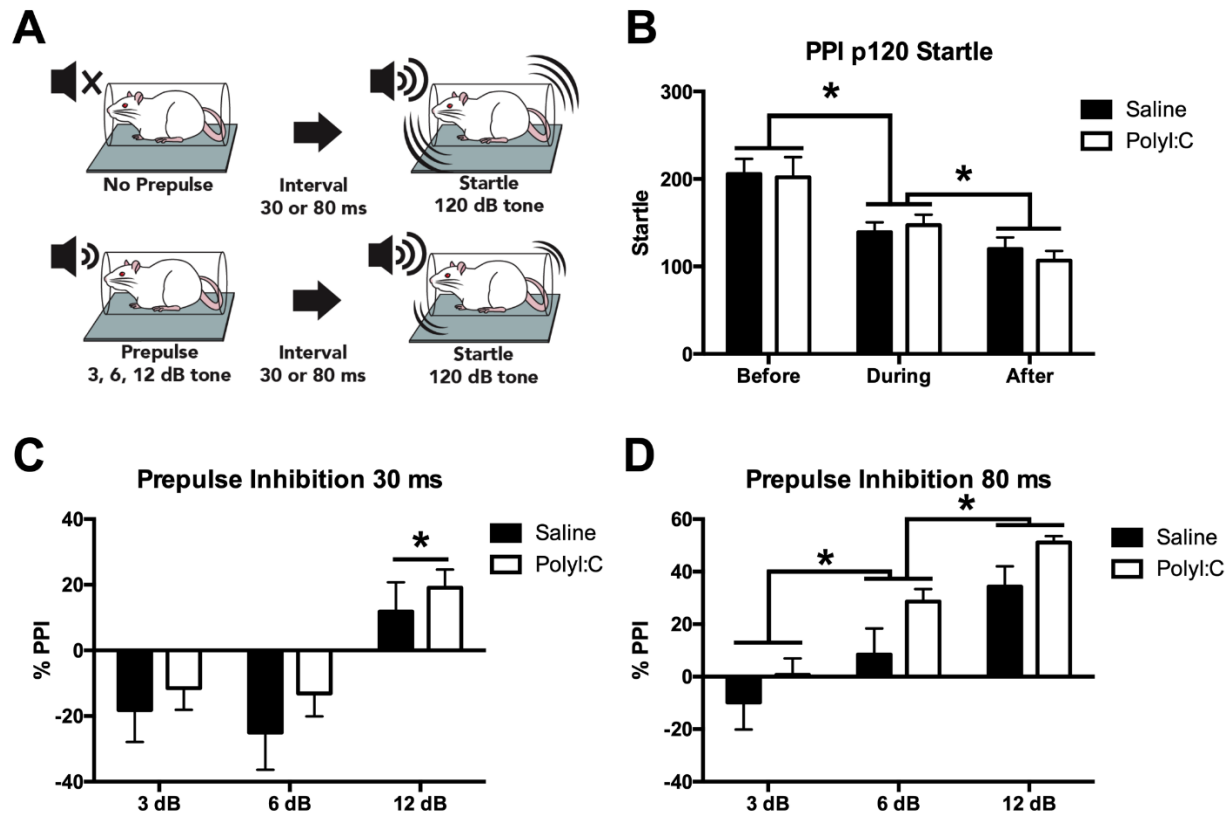 A
No Prepulse
Interval
30 or 80 ms
Startle
120 dB tone
Prepulse
3, 6, 12 dB tone
Interval
30 or 80 ms
Startle
120 dB tone
B
PPI p120 Startle
Startle
300
200
100
0
*
*
Before
During
After
Saline
PolyI:C
C
Prepulse Inhibition 30 ms
% PPI
40
20
0
-20
-40
*
3 dB
6 dB
12 dB
Saline
PolyI:C
D
Prepulse Inhibition 80 ms
% PPI
60
40
20
0
-20
-40
*
*
3 dB
6 dB
12 dB
Saline
PolyI:C